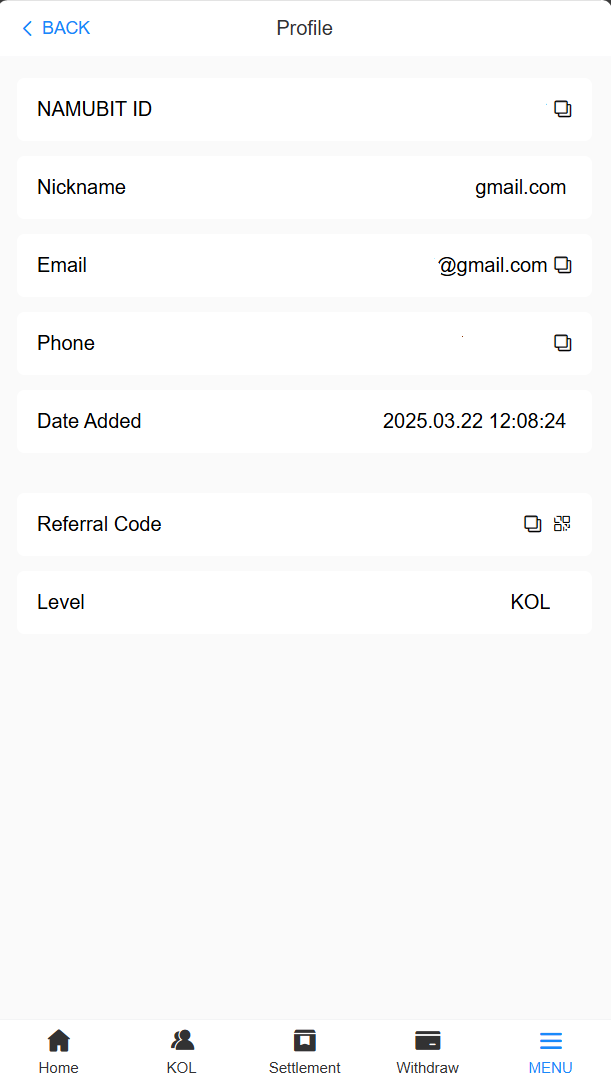 BACK
Profile
NAMUBIT ID
Nickname gmail.com
Email @gmail.com
Phone
Date Added 2025.03.22 12:08:24
Referral Code
Level KOL
Home KOL Settlement Withdraw MENU